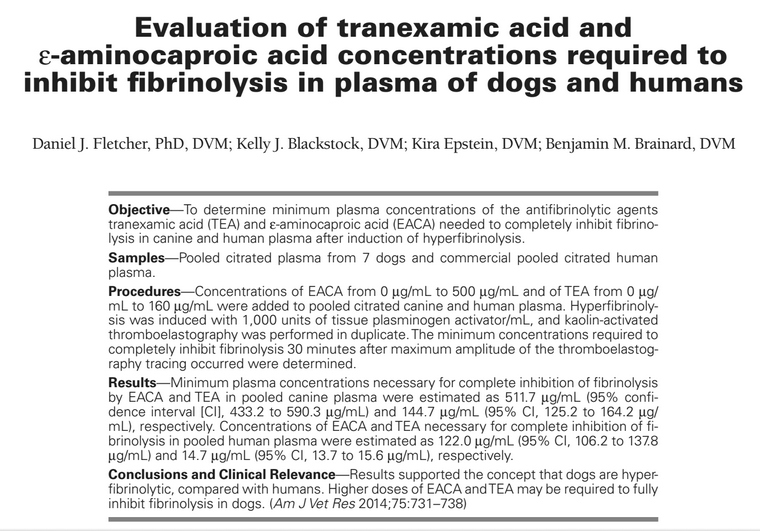 Evaluation of tranexamic acid and
ε-aminocaproic acid concentrations required to
inhibit fibrinolysis in plasma of dogs and humans
Daniel J. Fletcher, PhD, DVM; Kelly J. Blackstock, DVM; Kira Epstein, DVM; Benjamin M. Brainard, DVM
Objective—To determine minimum plasma concentrations of the antifibrinolytic agents
tranexamic acid (TEA) and ε-aminocaproic acid (EACA) needed to completely inhibit fibrino-
lysis in canine and human plasma after induction of hyperfibrinolysis.
Samples—Pooled citrated plasma from 7 dogs and commercial pooled citrated human
plasma.
Procedures—Concentrations of EACA from 0 μg/mL to 500 μg/mL and of TEA from 0 μg/
mL to 160 μg/mL were added to pooled citrated canine and human plasma. Hyperfibrinoly-
sis was induced with 1,000 units of tissue plasminogen activator/mL, and kaolin-activated
thromboelastography was performed in duplicate. The minimum concentrations required to
completely inhibit fibrinolysis 30 minutes after maximum amplitude of the thromboelastog-
raphy tracing occurred were determined.
Results—Minimum plasma concentrations necessary for complete inhibition of fibrinolysis
by EACA and TEA in pooled canine plasma were estimated as 511.7 μg/mL (95% confi-
dence interval [CI], 433.2 to 590.3 μg/mL) and 144.7 μg/mL (95% CI, 125.2 to 164.2 μg/
mL), respectively. Concentrations of EACA and TEA necessary for complete inhibition of fi-
brinolysis in pooled human plasma were estimated as 122.0 μg/mL (95% CI, 106.2 to 137.8
μg/mL) and 14.7 μg/mL (95% CI, 13.7 to 15.6 μg/mL), respectively.
Conclusions and Clinical Relevance—Results supported the concept that dogs are hyper-
fibrinolytic, compared with humans. Higher doses of EACA and TEA may be required to fully
inhibit fibrinolysis in dogs. (Am J Vet Res 2014;75:731–738)